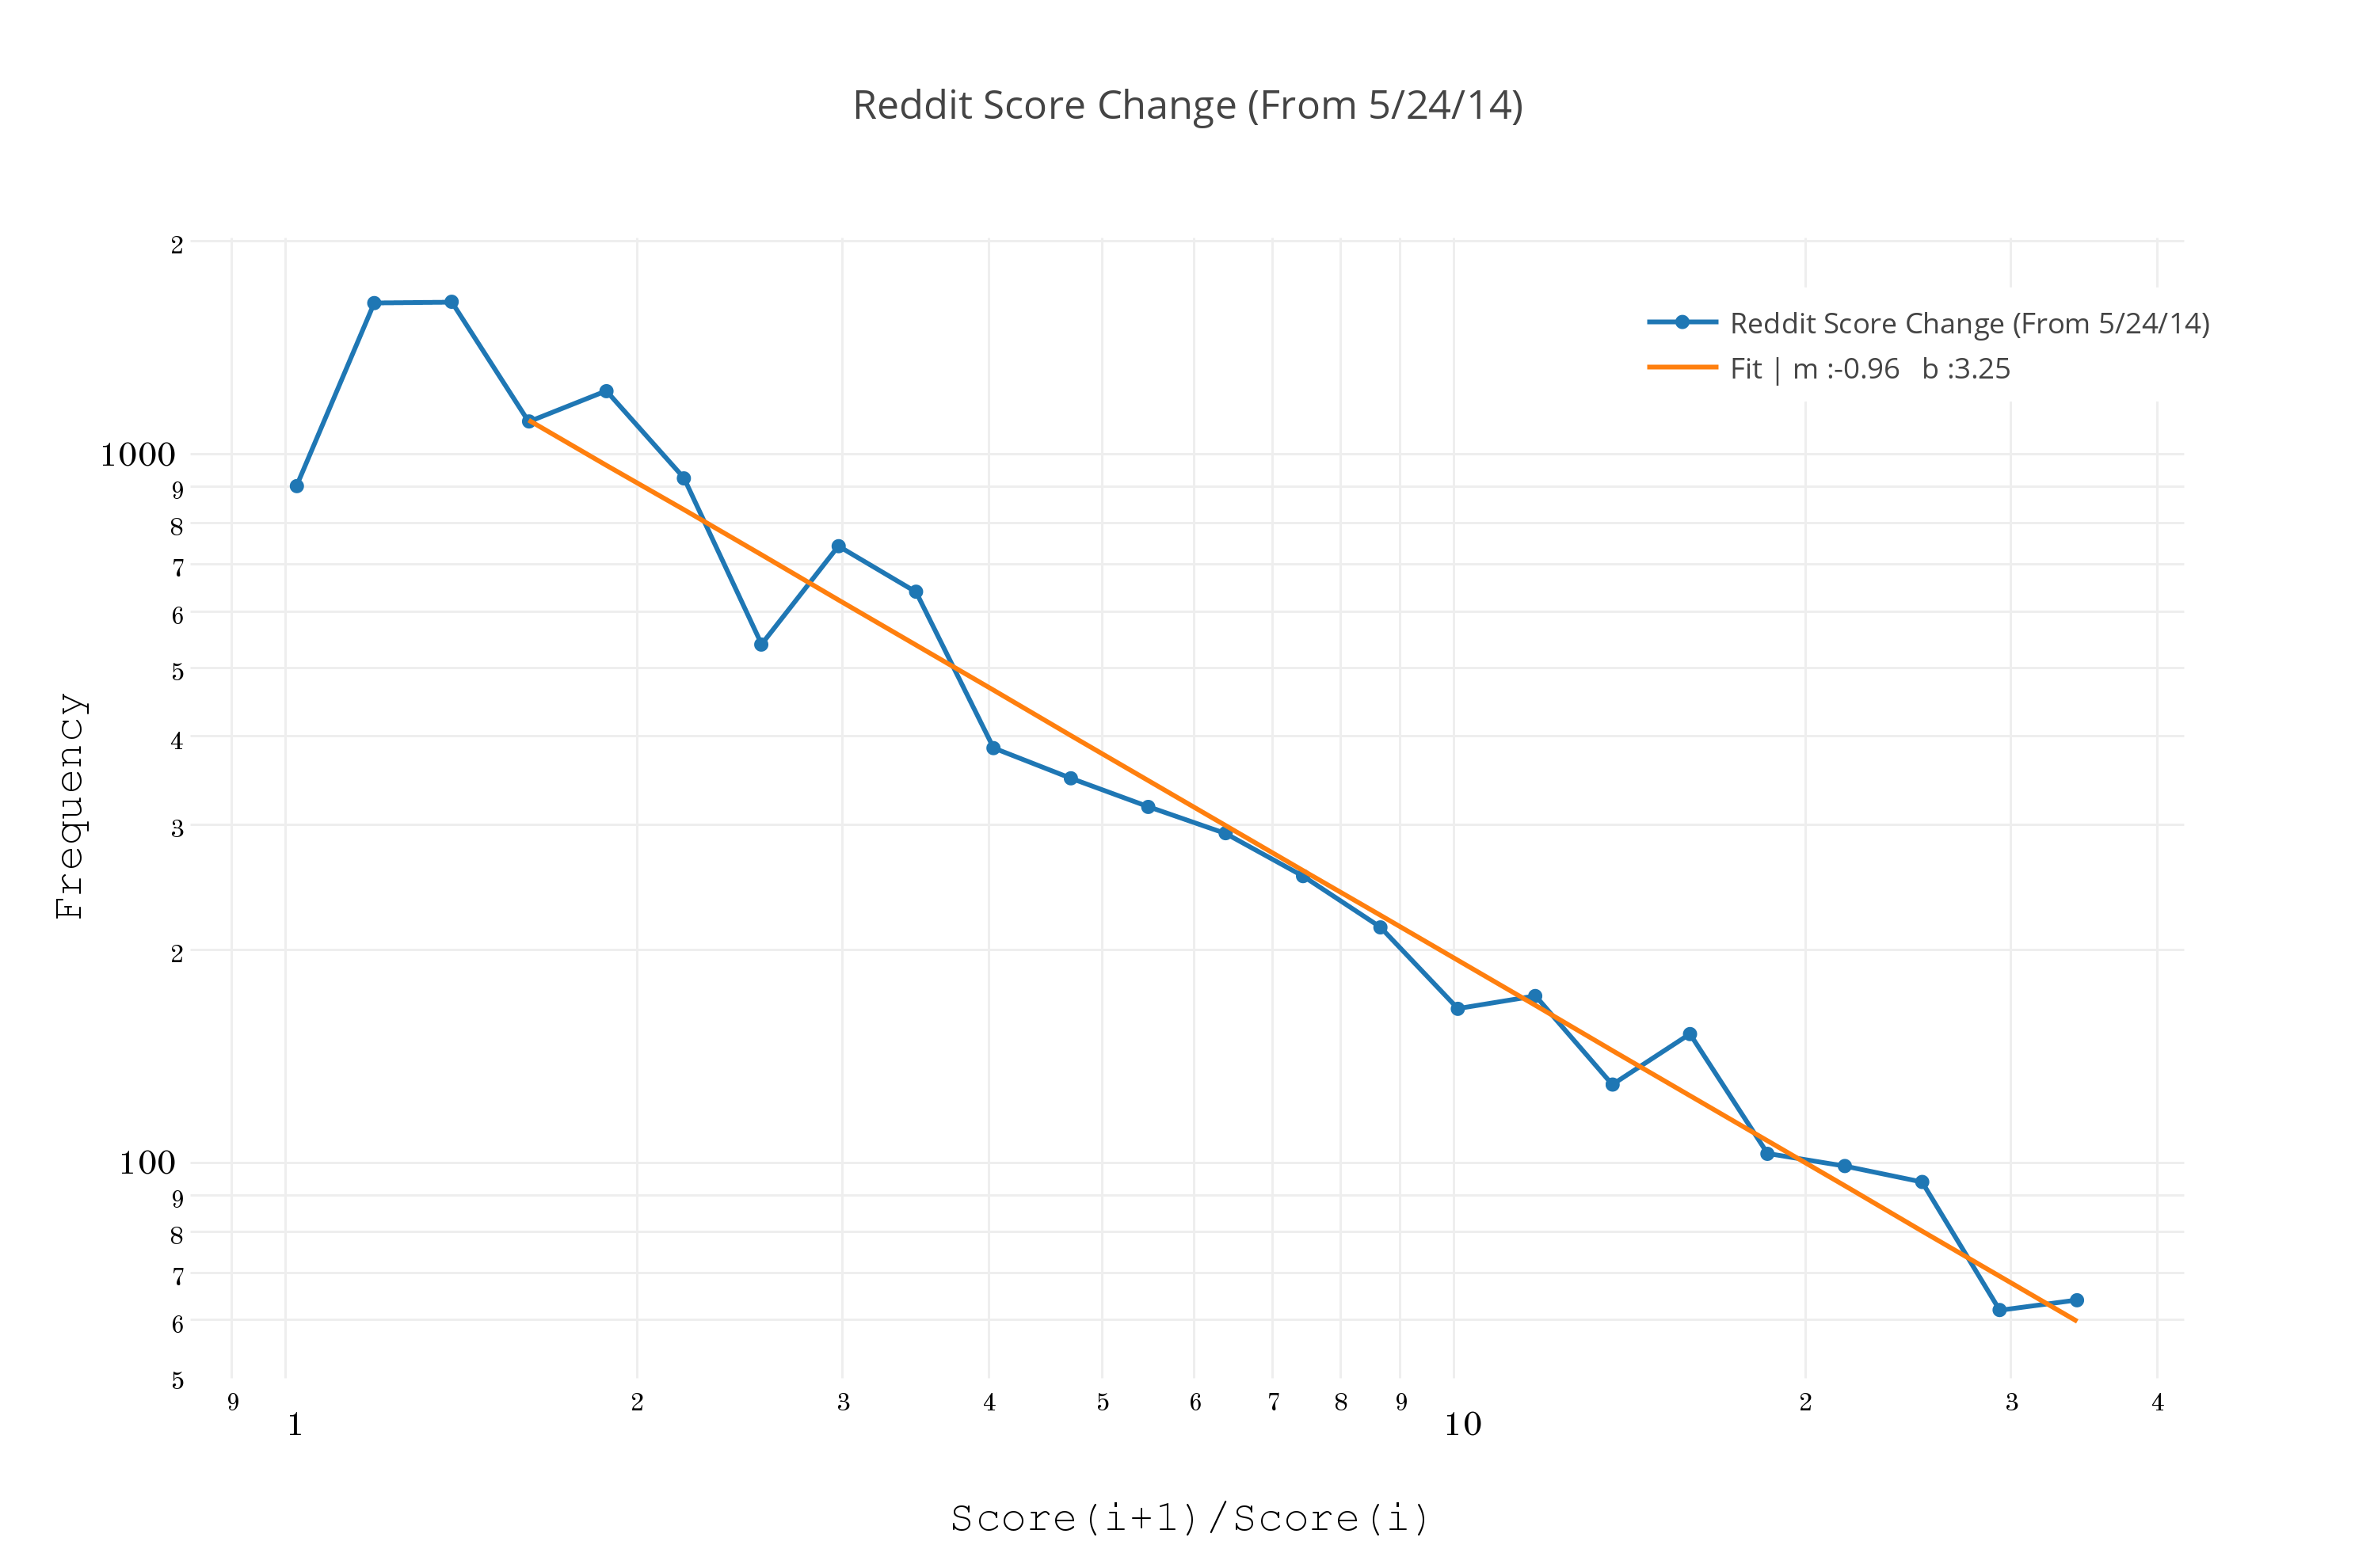 Reddit Score Change (From 5/24/14)
Reddit Score Change (From 5/24/14)
Fit | m :-0.96 b :3.25
Frequency
2
1000
9
8
7
6
5
4
3
2
100
9
8
7
6
5
9 1 2 3 4 5 6 7 8 9 10 2 3 4
Score(i+1)/Score(i)